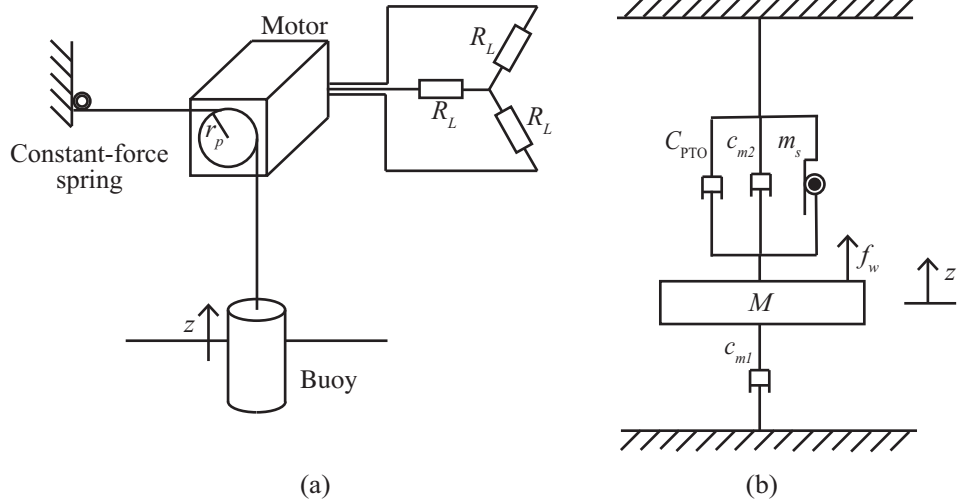 Motor
R_L
R_L
R_L
r_p
Constant-force
spring
z
Buoy
(a)
C_PTO
c_m2
m_s
f_w
z
M
c_m1
(b)